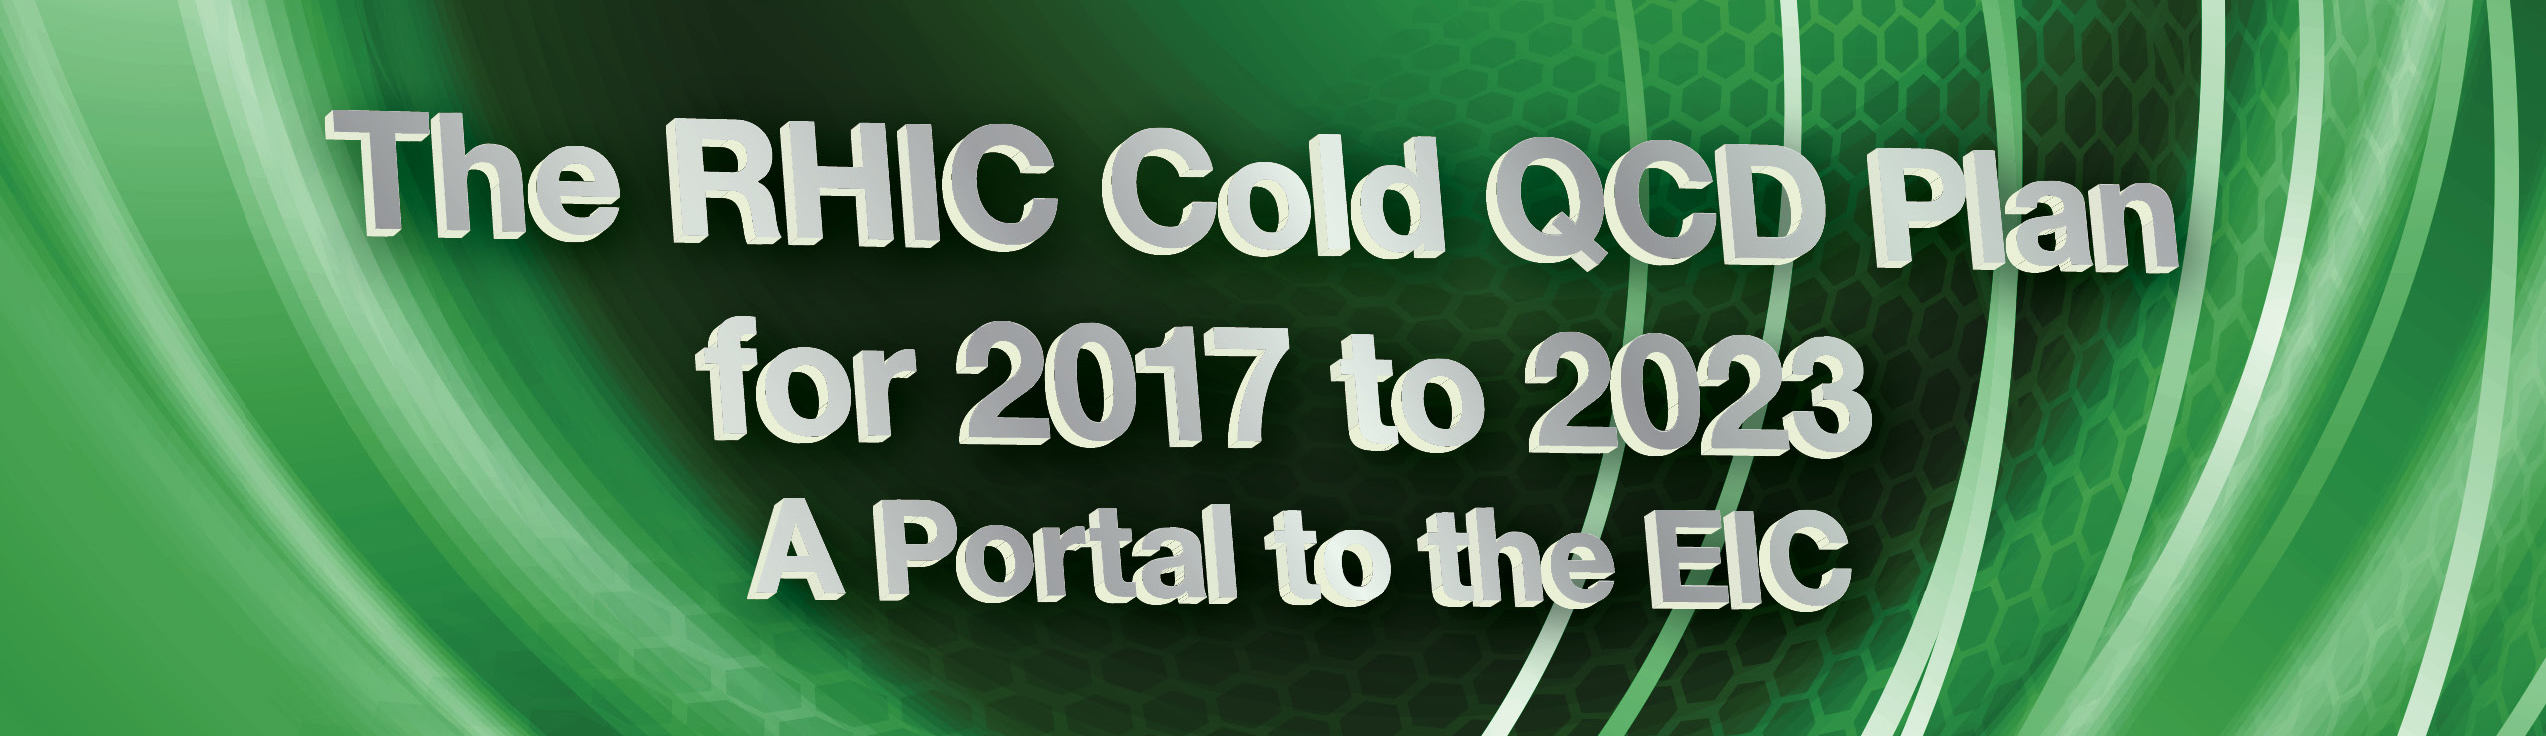 The RHIC Cold QCD Plan
for 2017 to 2023
A Portal to the EIC